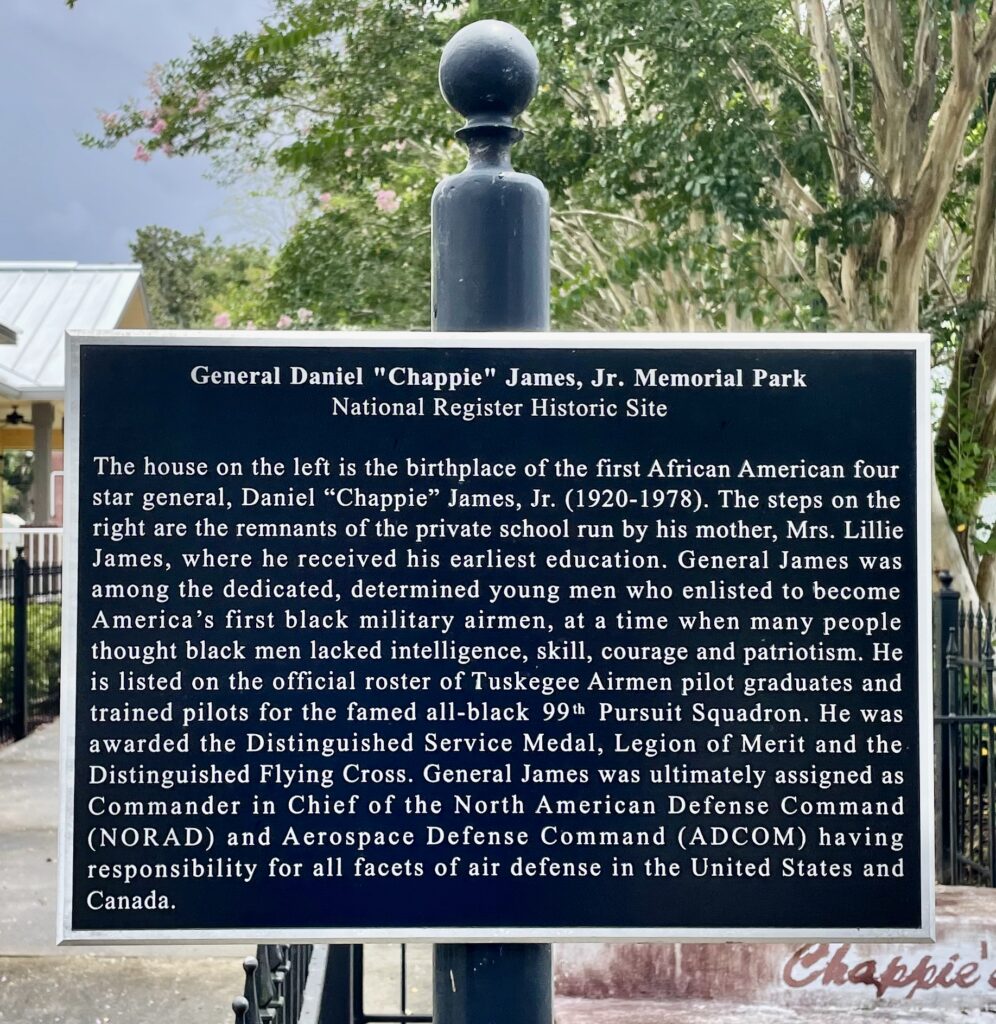 General Daniel "Chappie" James, Jr. Memorial Park
National Register Historic Site
The house on the left is the birthplace of the first African American four
star general, Daniel “Chappie” James, Jr. (1920-1978). The steps on the
right are the remnants of the private school run by his mother, Mrs. Lillie
James, where he received his earliest education. General James was
among the dedicated, determined young men who enlisted to become
America’s first black military airmen, at a time when many people
thought black men lacked intelligence, skill, courage and patriotism. He
is listed on the official roster of Tuskegee Airmen pilot graduates and
trained pilots for the famed all-black 99th Pursuit Squadron. He was
awarded the Distinguished Service Medal, Legion of Merit and the
Distinguished Flying Cross. General James was ultimately assigned as
Commander in Chief of the North American Defense Command
(NORAD) and Aerospace Defense Command (ADCOM) having
responsibility for all facets of air defense in the United States and
Canada.
Chappie's